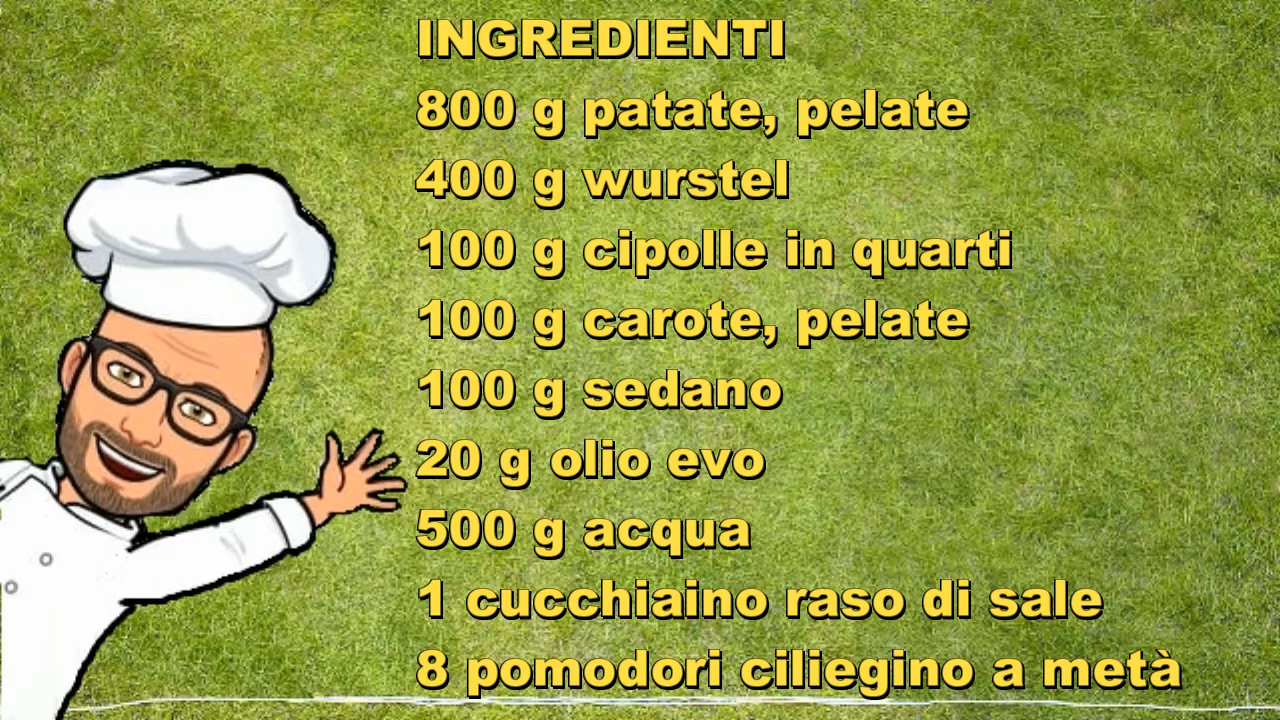 INGREDIENTI
800 g patate, pelate
400 g wurstel
100 g cipolle in quarti
100 g carote, pelate
100 g sedano
20 g olio evo
500 g acqua
1 cucchiaino raso di sale
8 pomodori ciliegino a metà